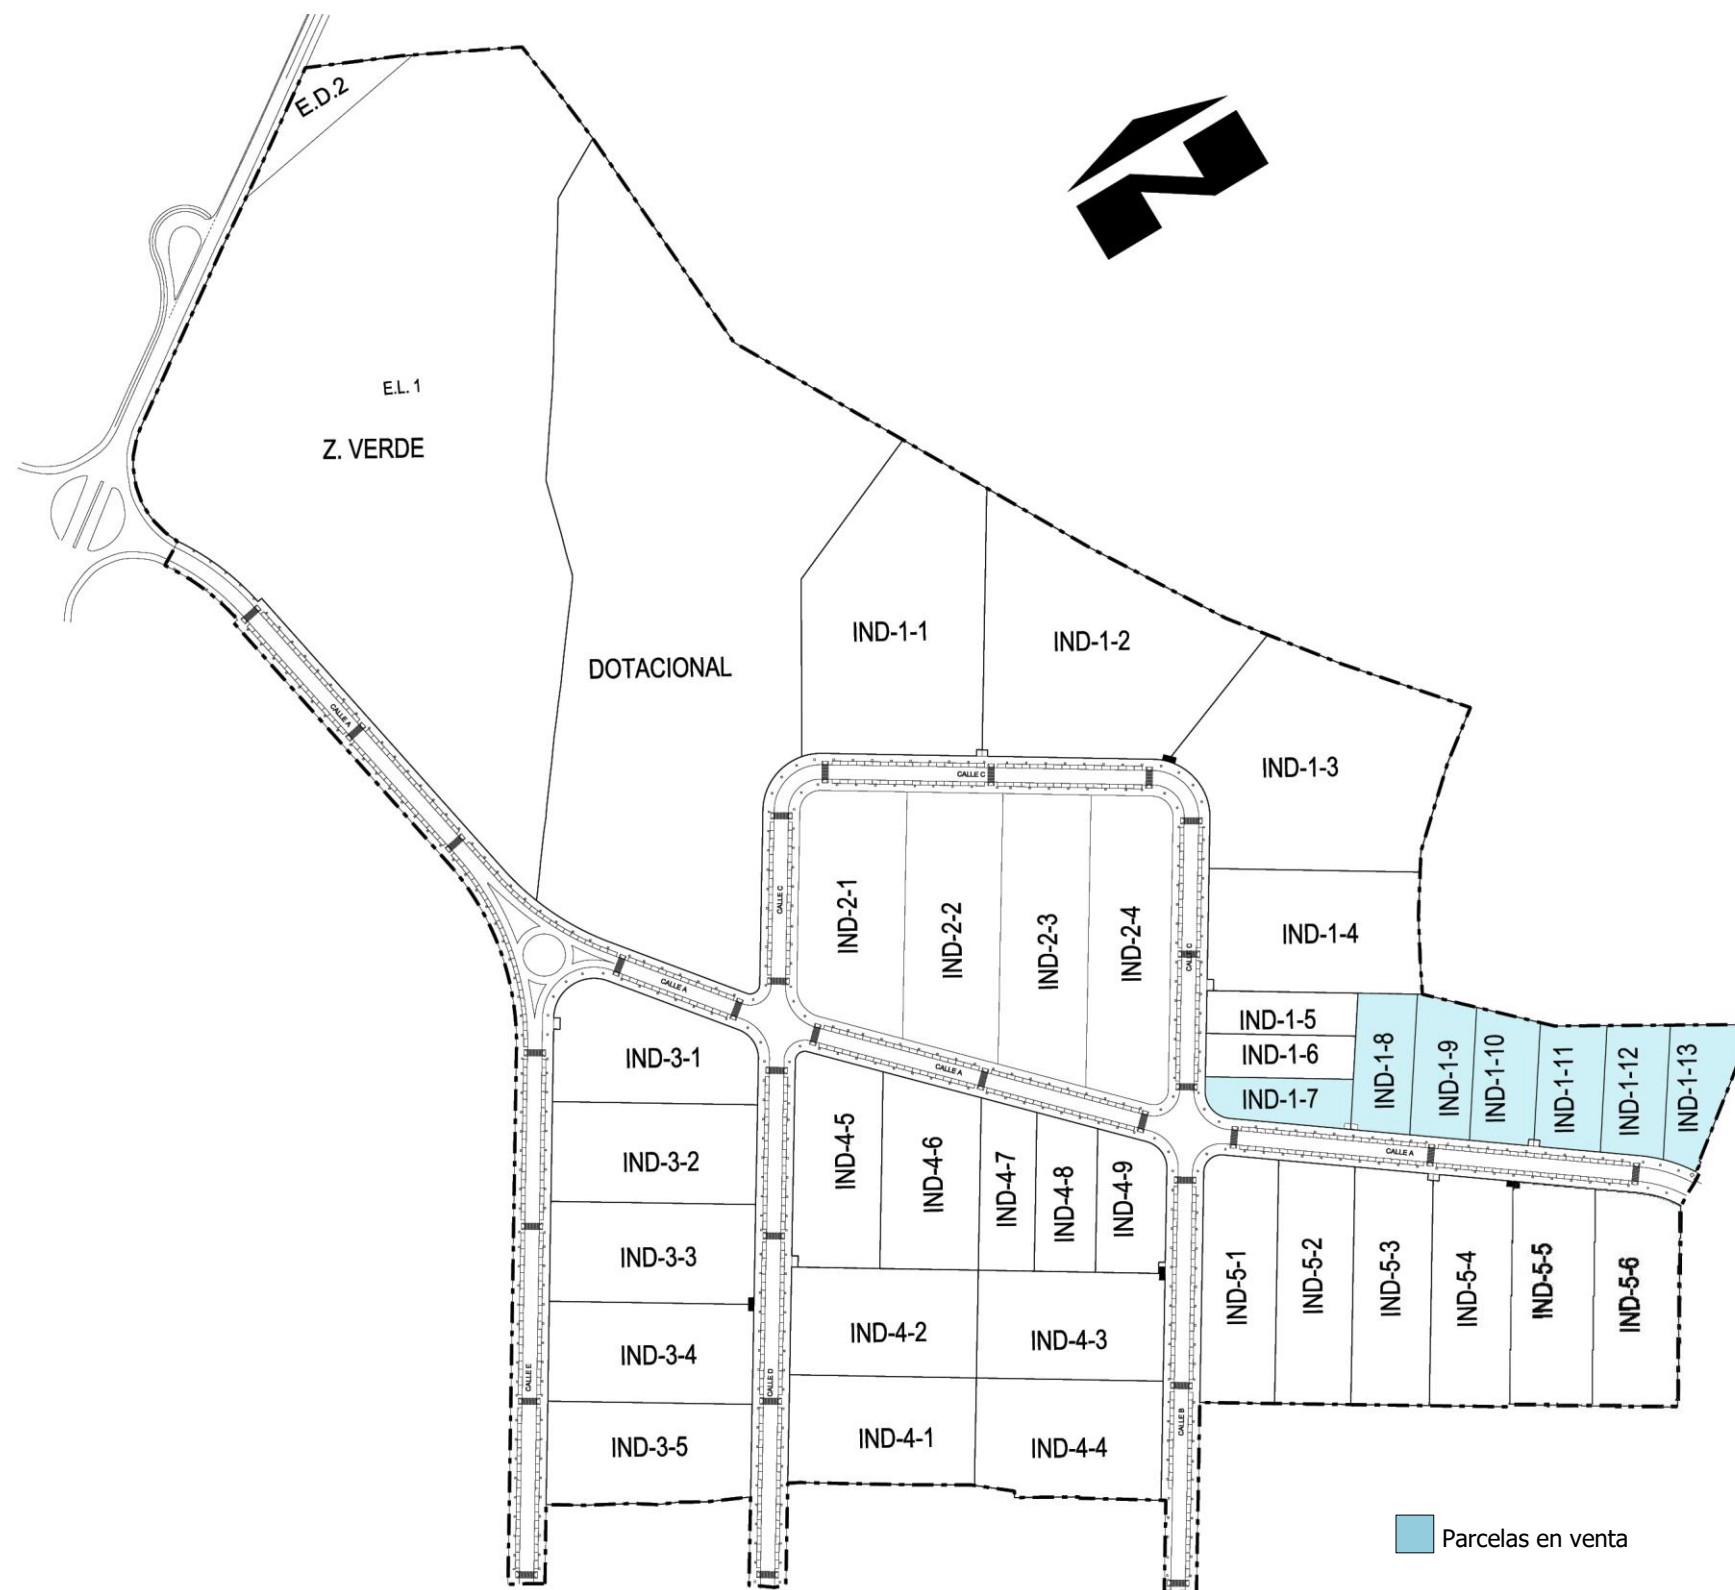 E.D.2
E.L. 1
Z. VERDE
DOTACIONAL
IND-1-1
IND-1-2
IND-1-3
IND-1-4
IND-1-5
IND-1-6
IND-1-7
IND-1-8
IND-1-9
IND-1-10
IND-1-11
IND-1-12
IND-1-13
CALLE A
CALLE C
CALLE C
CALLE C
IND-2-1
IND-2-2
IND-2-3
IND-2-4
CALLE A
CALLE A
CALLE A
IND-3-1
IND-3-2
IND-3-3
IND-3-4
IND-3-5
IND-4-5
IND-4-6
IND-4-7
IND-4-8
IND-4-9
IND-4-2
IND-4-3
IND-4-1
IND-4-4
IND-5-1
IND-5-2
IND-5-3
IND-5-4
IND-5-5
IND-5-6
CALLE E
CALLE D
CALLE B
Parcelas en venta